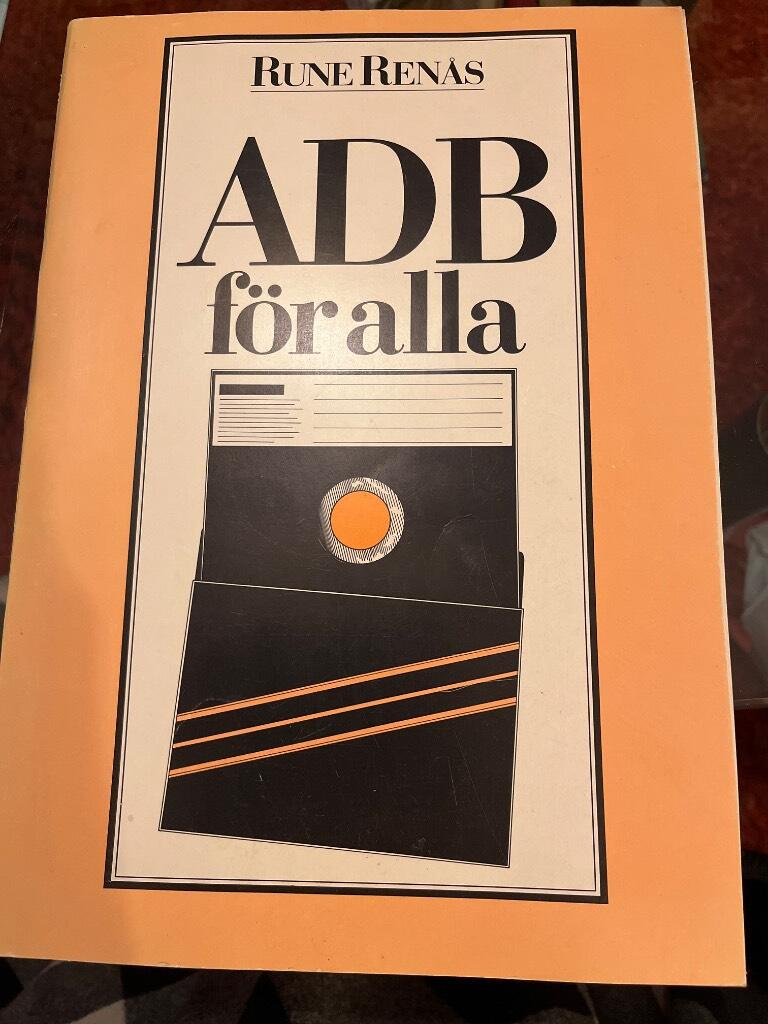 RUNE RENÅS
ADB
för alla